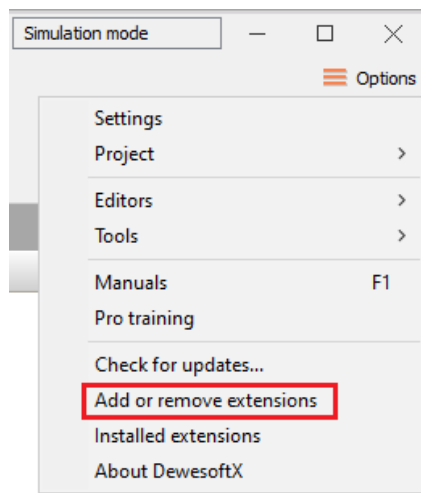 Simulation mode
Options
Settings
Project
Editors
Tools
Manuals F1
Pro training
Check for updates...
Add or remove extensions
Installed extensions
About DewesoftX